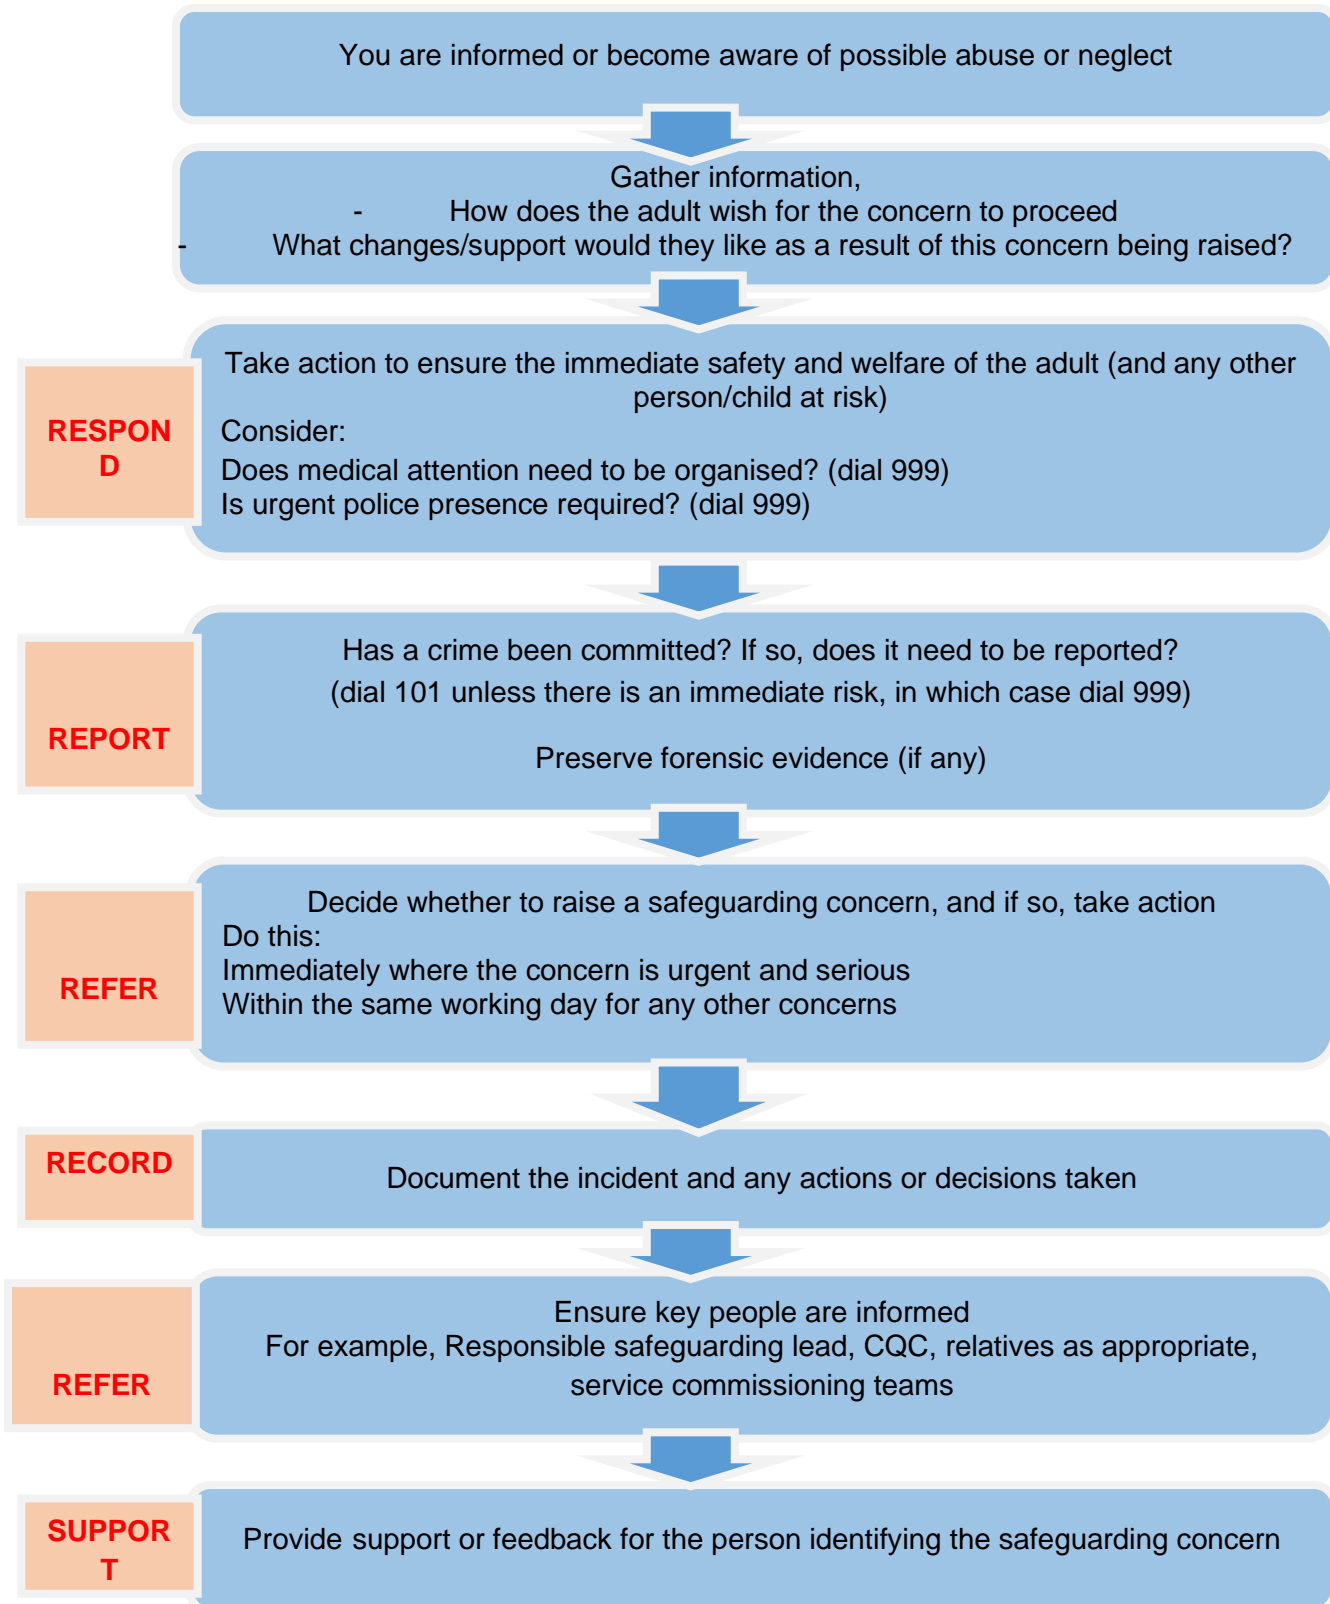 You are informed or become aware of possible abuse or neglect
Gather information,
- How does the adult wish for the concern to proceed
- What changes/support would they like as a result of this concern being raised?
RESPON
D
Take action to ensure the immediate safety and welfare of the adult (and any other
person/child at risk)
Consider:
Does medical attention need to be organised? (dial 999)
Is urgent police presence required? (dial 999)
REPORT
Has a crime been committed? If so, does it need to be reported?
(dial 101 unless there is an immediate risk, in which case dial 999)
Preserve forensic evidence (if any)
REFER
Decide whether to raise a safeguarding concern, and if so, take action
Do this:
Immediately where the concern is urgent and serious
Within the same working day for any other concerns
RECORD
Document the incident and any actions or decisions taken
REFER
Ensure key people are informed
For example, Responsible safeguarding lead, CQC, relatives as appropriate,
service commissioning teams
SUPPOR
T
Provide support or feedback for the person identifying the safeguarding concern